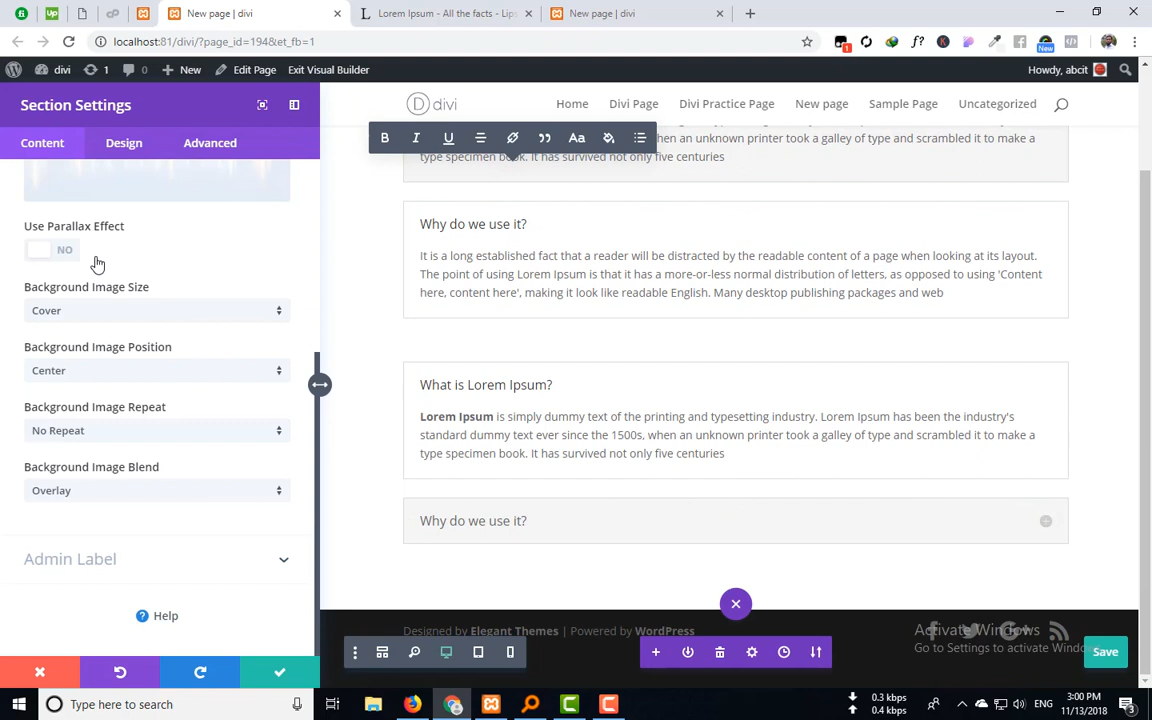 New page | divi
Lorem Ipsum - All the facts - Lips
New page | divi
localhost:81/divi/?page_id=194&et_fb=1
divi
1
0
New
Edit Page
Exit Visual Builder
Howdy, abcit
Section Settings
Content
Design
Advanced
Use Parallax Effect
NO
Background Image Size
Cover
Background Image Position
Center
Background Image Repeat
No Repeat
Background Image Blend
Overlay
Admin Label
Help
divi
Home
Divi Page
Divi Practice Page
New page
Sample Page
Uncategorized
when an unknown printer took a galley of type and scrambled it to make a
type specimen book. It has survived not only five centuries
Why do we use it?
It is a long established fact that a reader will be distracted by the readable content of a page when looking at its layout.
The point of using Lorem Ipsum is that it has a more-or-less normal distribution of letters, as opposed to using 'Content
here, content here', making it look like readable English. Many desktop publishing packages and web
What is Lorem Ipsum?
Lorem Ipsum is simply dummy text of the printing and typesetting industry. Lorem Ipsum has been the industry's
standard dummy text ever since the 1500s, when an unknown printer took a galley of type and scrambled it to make a
type specimen book. It has survived not only five centuries
Why do we use it?
Designed by Elegant Themes | Powered by WordPress
Activate Windows
Go to Settings to activate Windo
Save
Type here to search
0.3 kbps
0.4 kbps
ENG
3:00 PM
11/13/2018
3